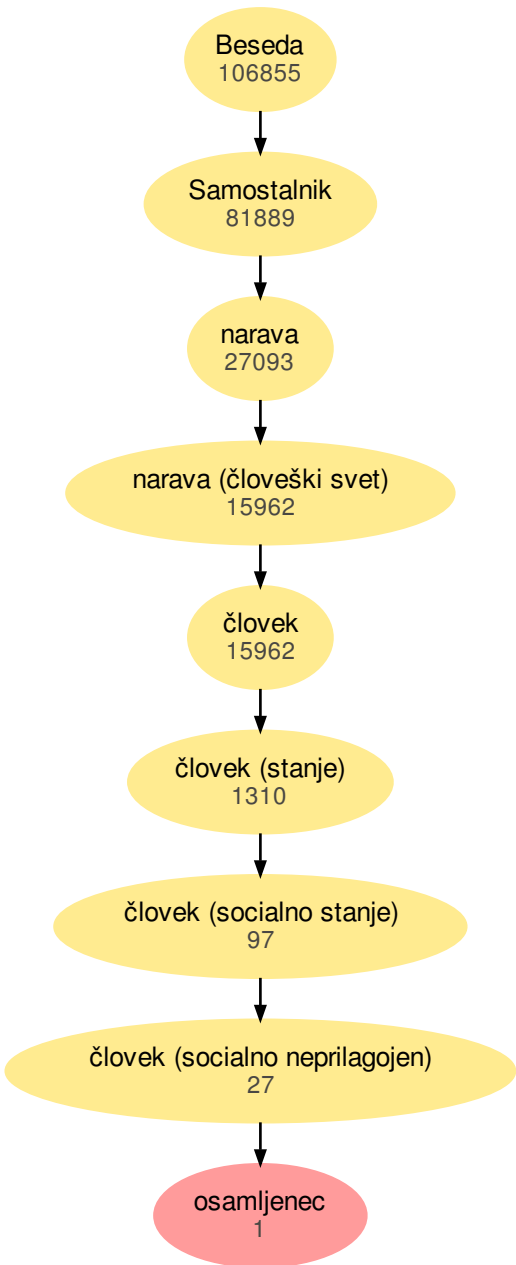 Beseda
106855
Samostalnik
81889
narava
27093
narava (človeški svet)
15962
človek
15962
človek (stanje)
1310
človek (socialno stanje)
97
človek (socialno neprilagojen)
27
osamljenec
1